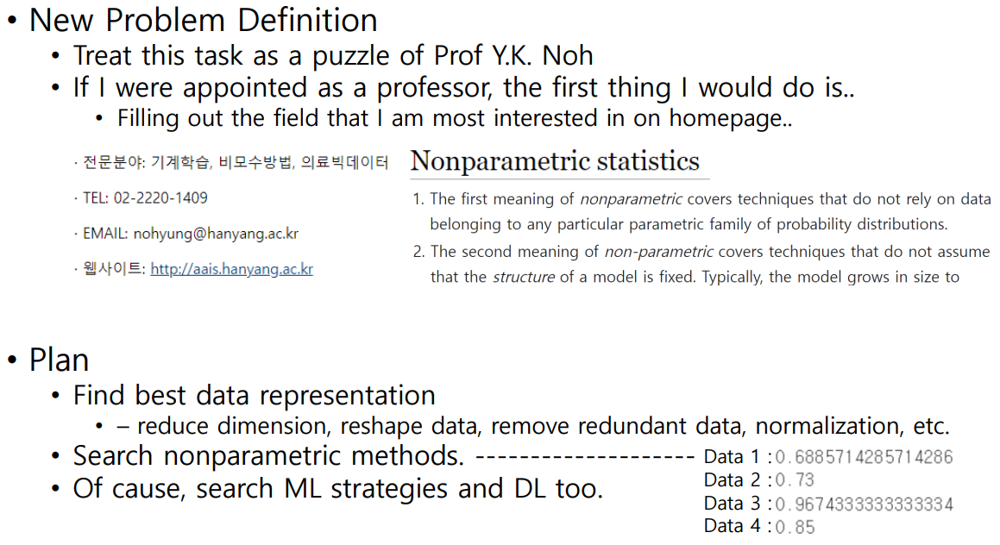 • New Problem Definition
• Treat this task as a puzzle of Prof Y.K. Noh
• If I were appointed as a professor, the first thing I would do is..
• Filling out the field that I am most interested in on homepage..
· 전문분야: 기계학습, 비모수방법, 의료빅데이터
· TEL: 02-2220-1409
· EMAIL: nohyung@hanyang.ac.kr
· 웹사이트: http://aais.hanyang.ac.kr
Nonparametric statistics
1. The first meaning of nonparametric covers techniques that do not rely on data
belonging to any particular parametric family of probability distributions.
2. The second meaning of non-parametric covers techniques that do not assume
that the structure of a model is fixed. Typically, the model grows in size to
• Plan
• Find best data representation
• – reduce dimension, reshape data, remove redundant data, normalization, etc.
• Search nonparametric methods. --------------------
• Of cause, search ML strategies and DL too.
Data 1 :0.6885714285714286
Data 2 :0.73
Data 3 :0.9674333333333334
Data 4 :0.85